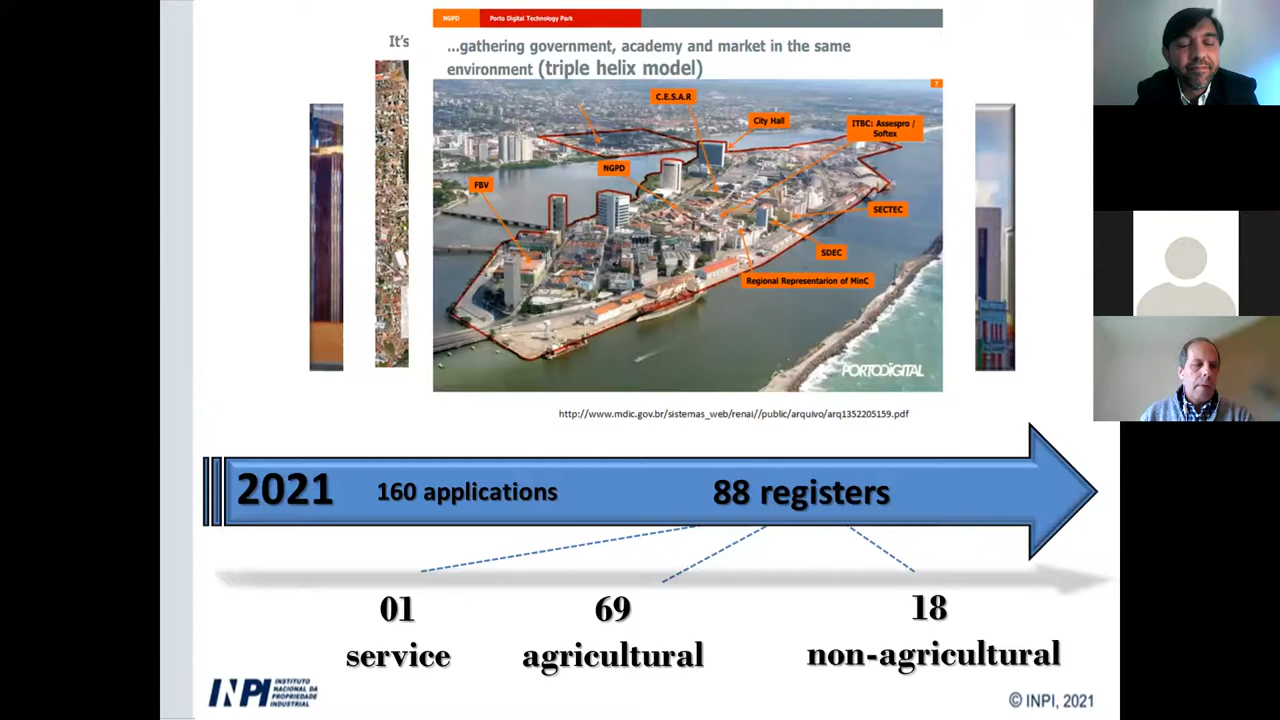 NGPD
Porto Digital Technology Park
It's
...gathering government, academy and market in the same
environment (triple helix model)
7
C.E.S.A.R
City Hall
ITBC: Assespro /
Softex
NGPD
FBV
SECTEC
SDEC
Regional Representarion of MinC
PORTODIGITAL
http://www.mdic.gov.br/sistemas_web/renai//public/arquivo/arq1352205159.pdf
2021
160 applications
88 registers
01
service
69
agricultural
18
non-agricultural
INPI
INSTITUTO
NACIONAL
DA PROPRIEDADE
INDUSTRIAL
© INPI, 2021